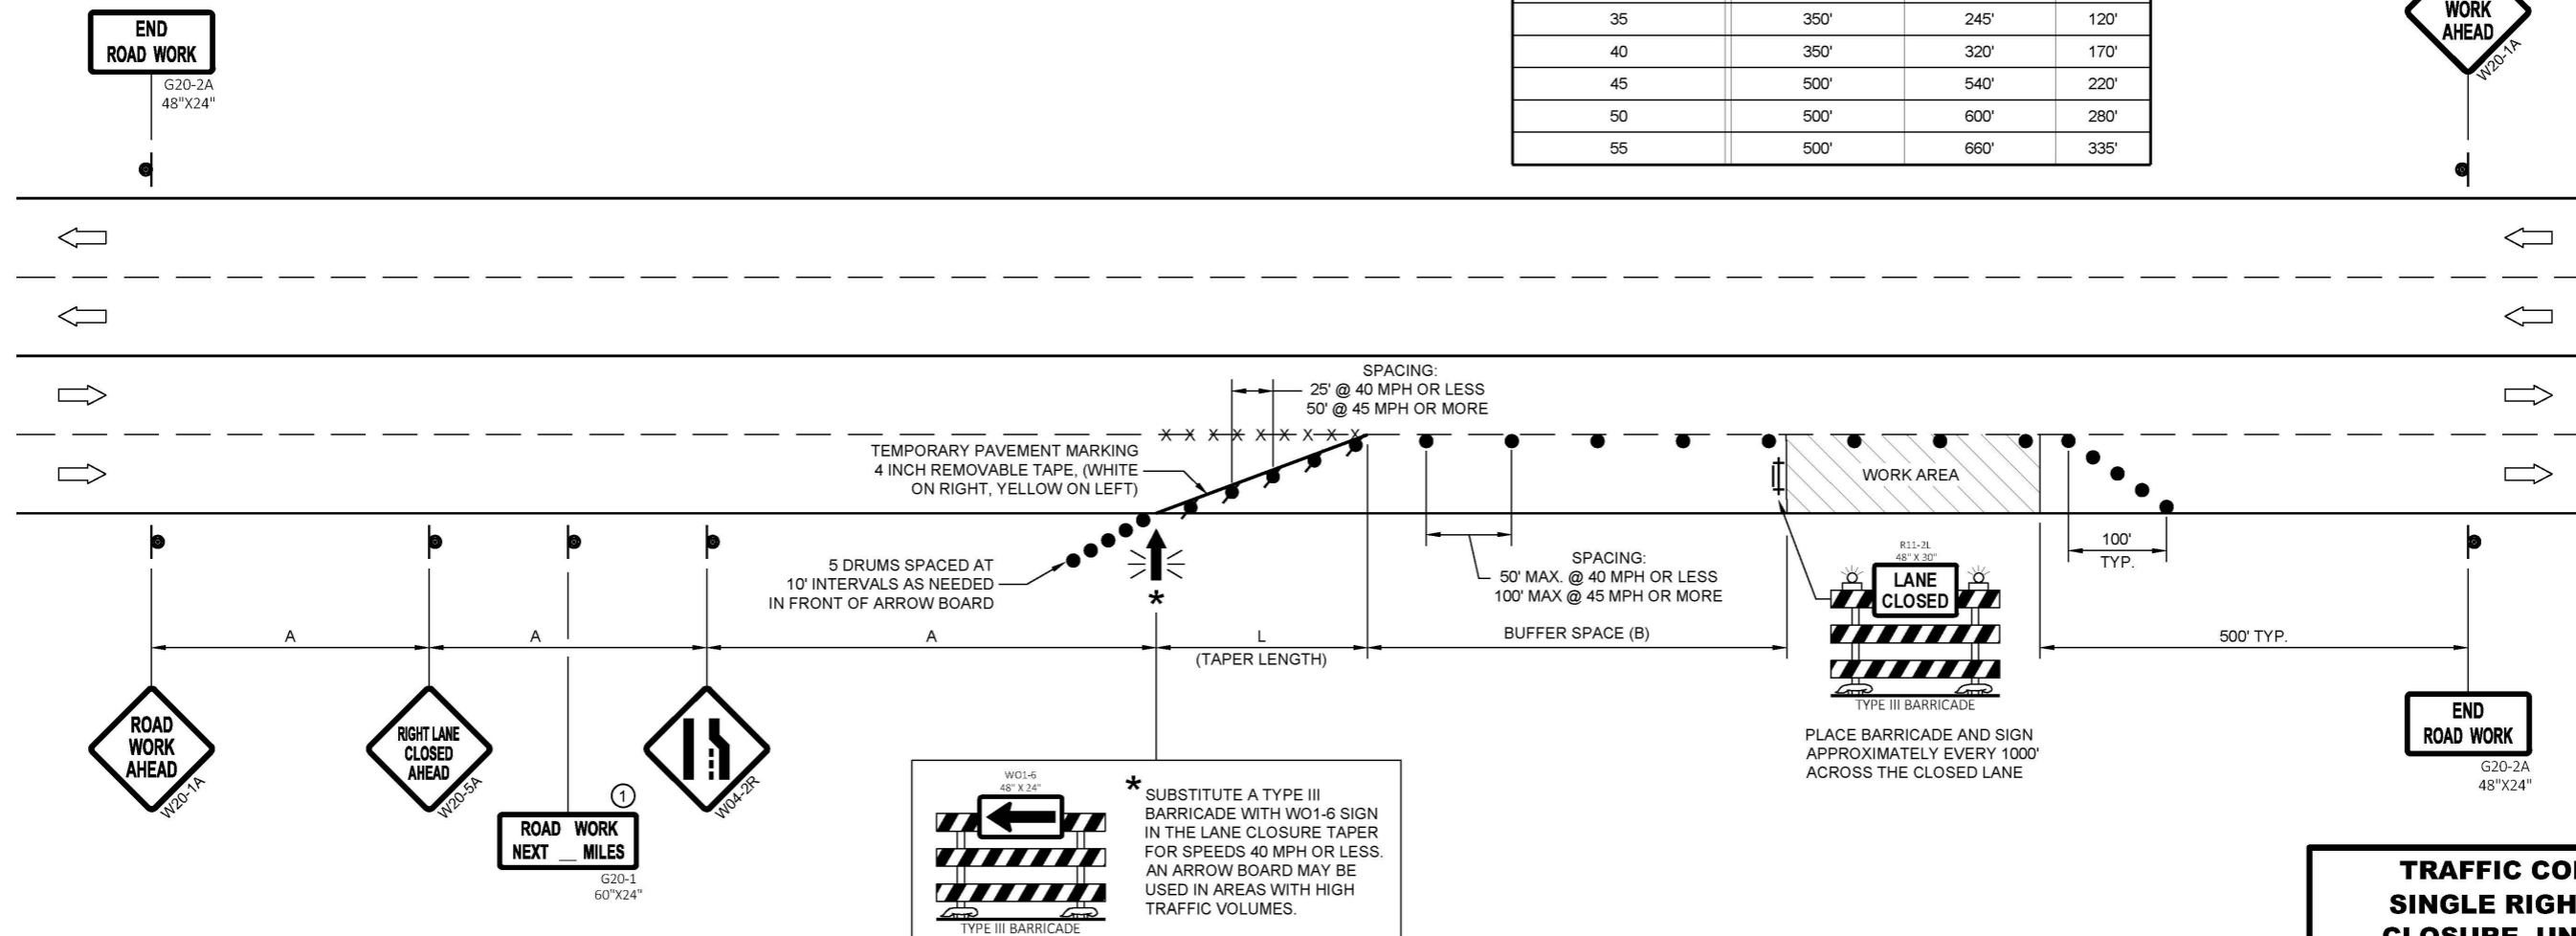 END
ROAD WORK
G20-2A
48"X24"
35 350' 245' 120'
40 350' 320' 170'
45 500' 540' 220'
50 500' 600' 280'
55 500' 660' 335'
WORK
AHEAD
W20-1A
SPACING:
25' @ 40 MPH OR LESS
50' @ 45 MPH OR MORE
X X X X X X X X X
TEMPORARY PAVEMENT MARKING
4 INCH REMOVABLE TAPE, (WHITE
ON RIGHT, YELLOW ON LEFT)
WORK AREA
5 DRUMS SPACED AT
10' INTERVALS AS NEEDED
IN FRONT OF ARROW BOARD
*
SPACING:
50' MAX. @ 40 MPH OR LESS
100' MAX @ 45 MPH OR MORE
R11-2L
48" X 30"
LANE
CLOSED
TYPE III BARRICADE
PLACE BARRICADE AND SIGN
APPROXIMATELY EVERY 1000'
ACROSS THE CLOSED LANE
100'
TYP.
A
A
A
L
(TAPER LENGTH)
BUFFER SPACE (B)
500' TYP.
ROAD
WORK
AHEAD
W20-1A
RIGHT LANE
CLOSED
AHEAD
W20-5A
1
ROAD WORK
NEXT __ MILES
G20-1
60"X24"
W04-2R
WO1-6
48" X 24"
TYPE III BARRICADE
* SUBSTITUTE A TYPE III
BARRICADE WITH WO1-6 SIGN
IN THE LANE CLOSURE TAPER
FOR SPEEDS 40 MPH OR LESS.
AN ARROW BOARD MAY BE
USED IN AREAS WITH HIGH
TRAFFIC VOLUMES.
END
ROAD WORK
G20-2A
48"X24"
TRAFFIC CO
SINGLE RIGH
CLOSURE, UN